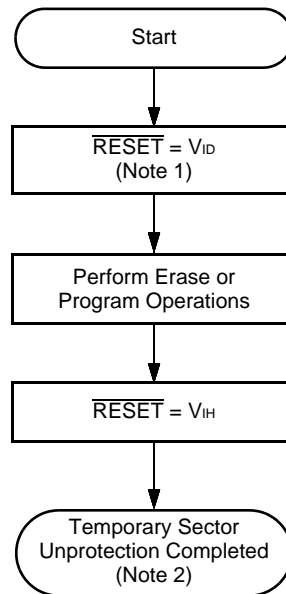 Start
RESET = VID
(Note 1)
Perform Erase or
Program Operations
RESET = VIH
Temporary Sector
Unprotection Completed
(Note 2)